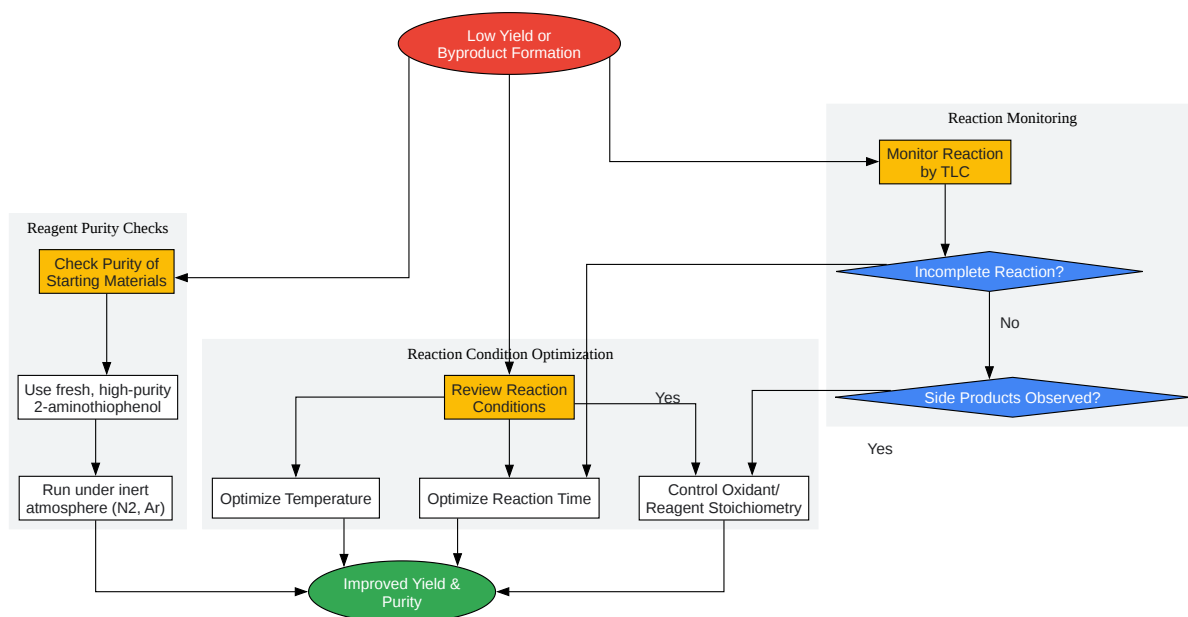 Low Yield or
Byproduct Formation
Reaction Monitoring
Monitor Reaction
by TLC
Reagent Purity Checks
Check Purity of
Starting Materials
Incomplete Reaction?
No
Reaction Condition Optimization
Use fresh, high-purity
2-aminothiophenol
Review Reaction
Conditions
Yes
Side Products Observed?
Yes
Run under inert
atmosphere (N2, Ar)
Optimize Temperature
Optimize Reaction Time
Control Oxidant/
Reagent Stoichiometry
Improved Yield &
Purity